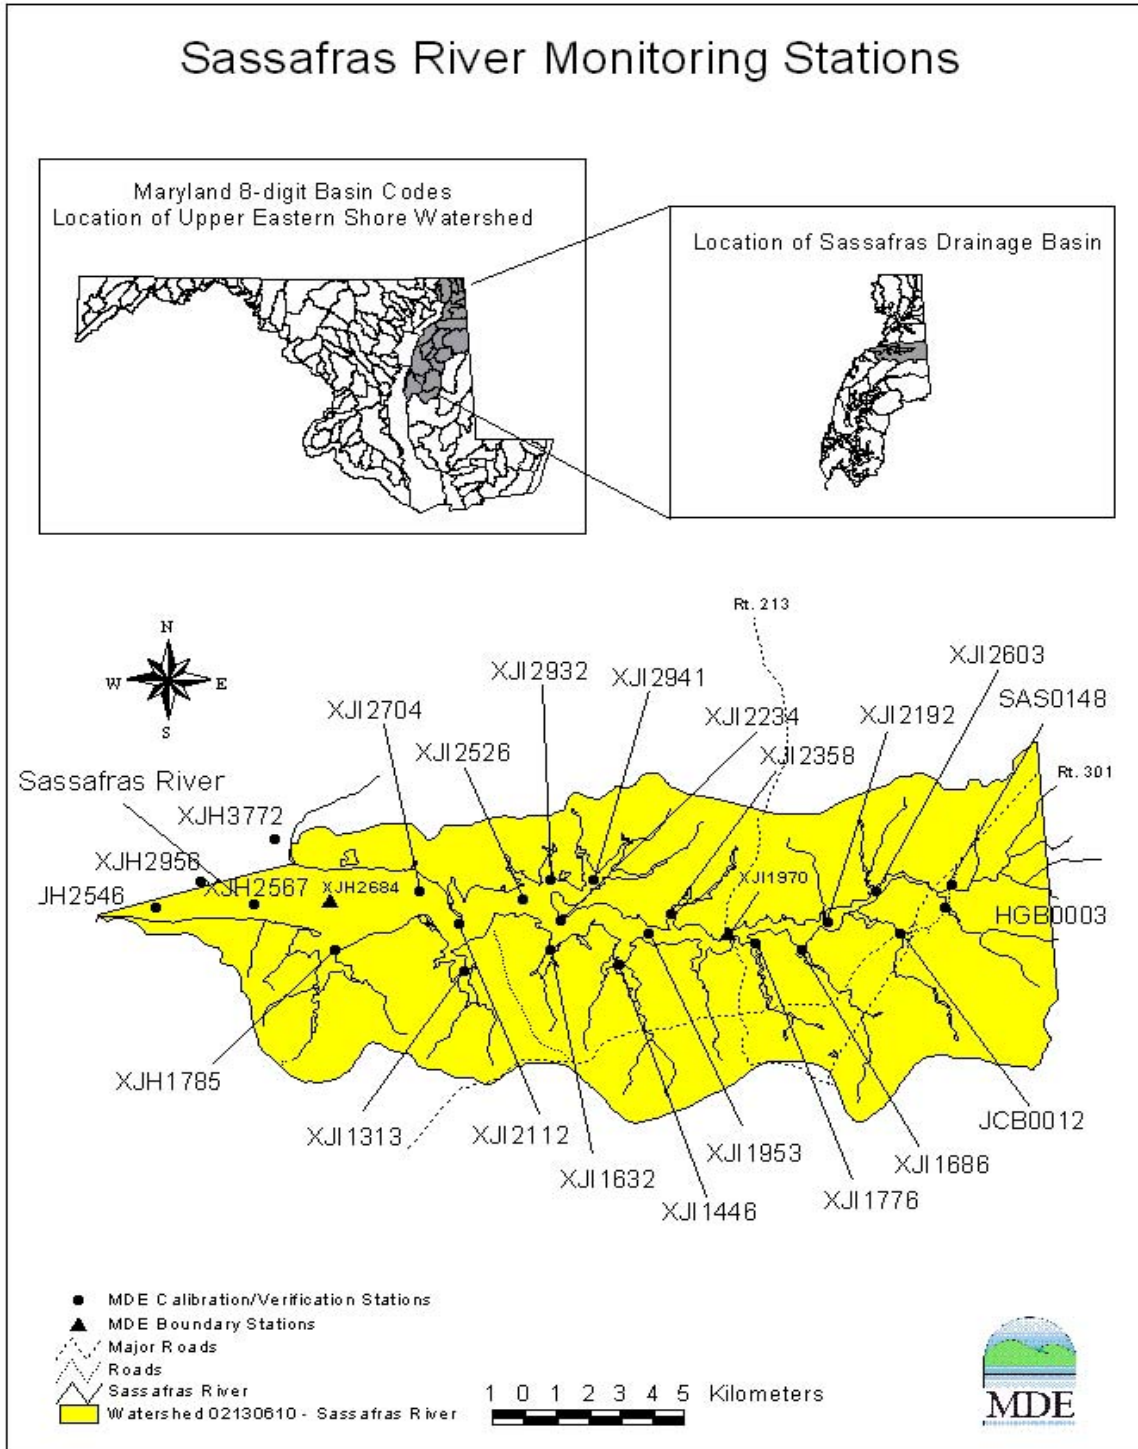 Sassafras River Monitoring Stations
Maryland 8-digit Basin Codes
Location of Upper Eastern Shore Watershed
Location of Sassafras Drainage Basin
Rt. 213
N
W E
S
XJI2603
XJI2932
XJI2941
SAS0148
XJI2704
XJI2234
XJI2192
XJI2526
XJI2358
Rt. 301
Sassafras River
XJH3772
XJH2956
XJH2567
XJH2684
XJI1970
JH2546
HGB0003
XJH1785
JCB0012
XJI1313
XJI2112
XJI1953
XJI1686
XJI1632
XJI1776
XJI1446
MDE Calibration/Verification Stations
MDE Boundary Stations
Major Roads
Roads
Sassafras River
Watershed 02130610 - Sassafras River
1 0 1 2 3 4 5 Kilometers
MDE